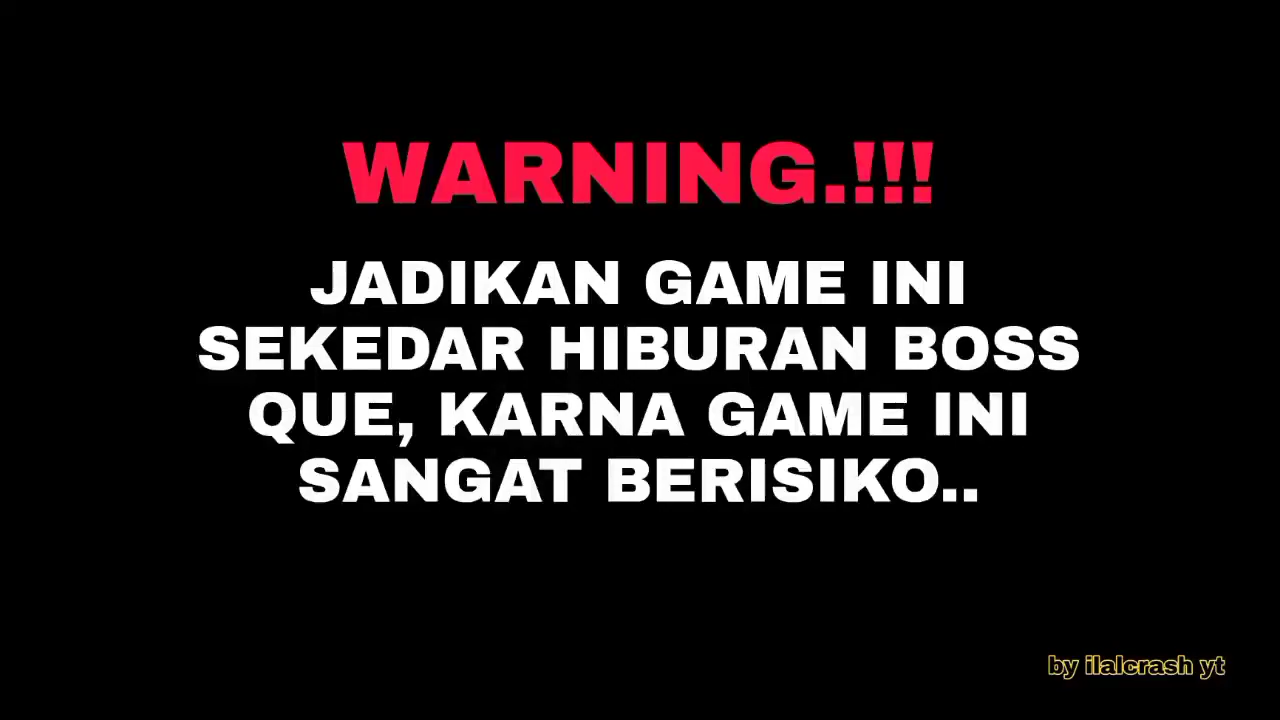 WARNING.!!!
JADIKAN GAME INI
SEKEDAR HIBURAN BOSS
QUE, KARNA GAME INI
SANGAT BERISIKO..
by ilalcrash yt